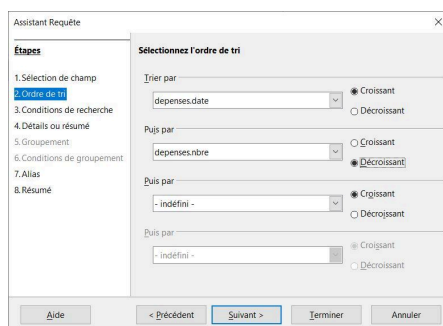 Assistant Requête
Étapes
Sélectionnez l'ordre de tri
1. Sélection de champ
2. Ordre de tri
3. Conditions de recherche
4. Détails ou résumé
5. Groupement
6. Conditions de groupement
7. Alias
8. Résumé
Trier par
depenses.date
Croissant
Décroissant
Puis par
depenses.nbre
Croissant
Décroissant
Puis par
- indéfini -
Croissant
Décroissant
Puis par
- indéfini -
Croissant
Décroissant
Aide
< Précédent
Suivant >
Terminer
Annuler